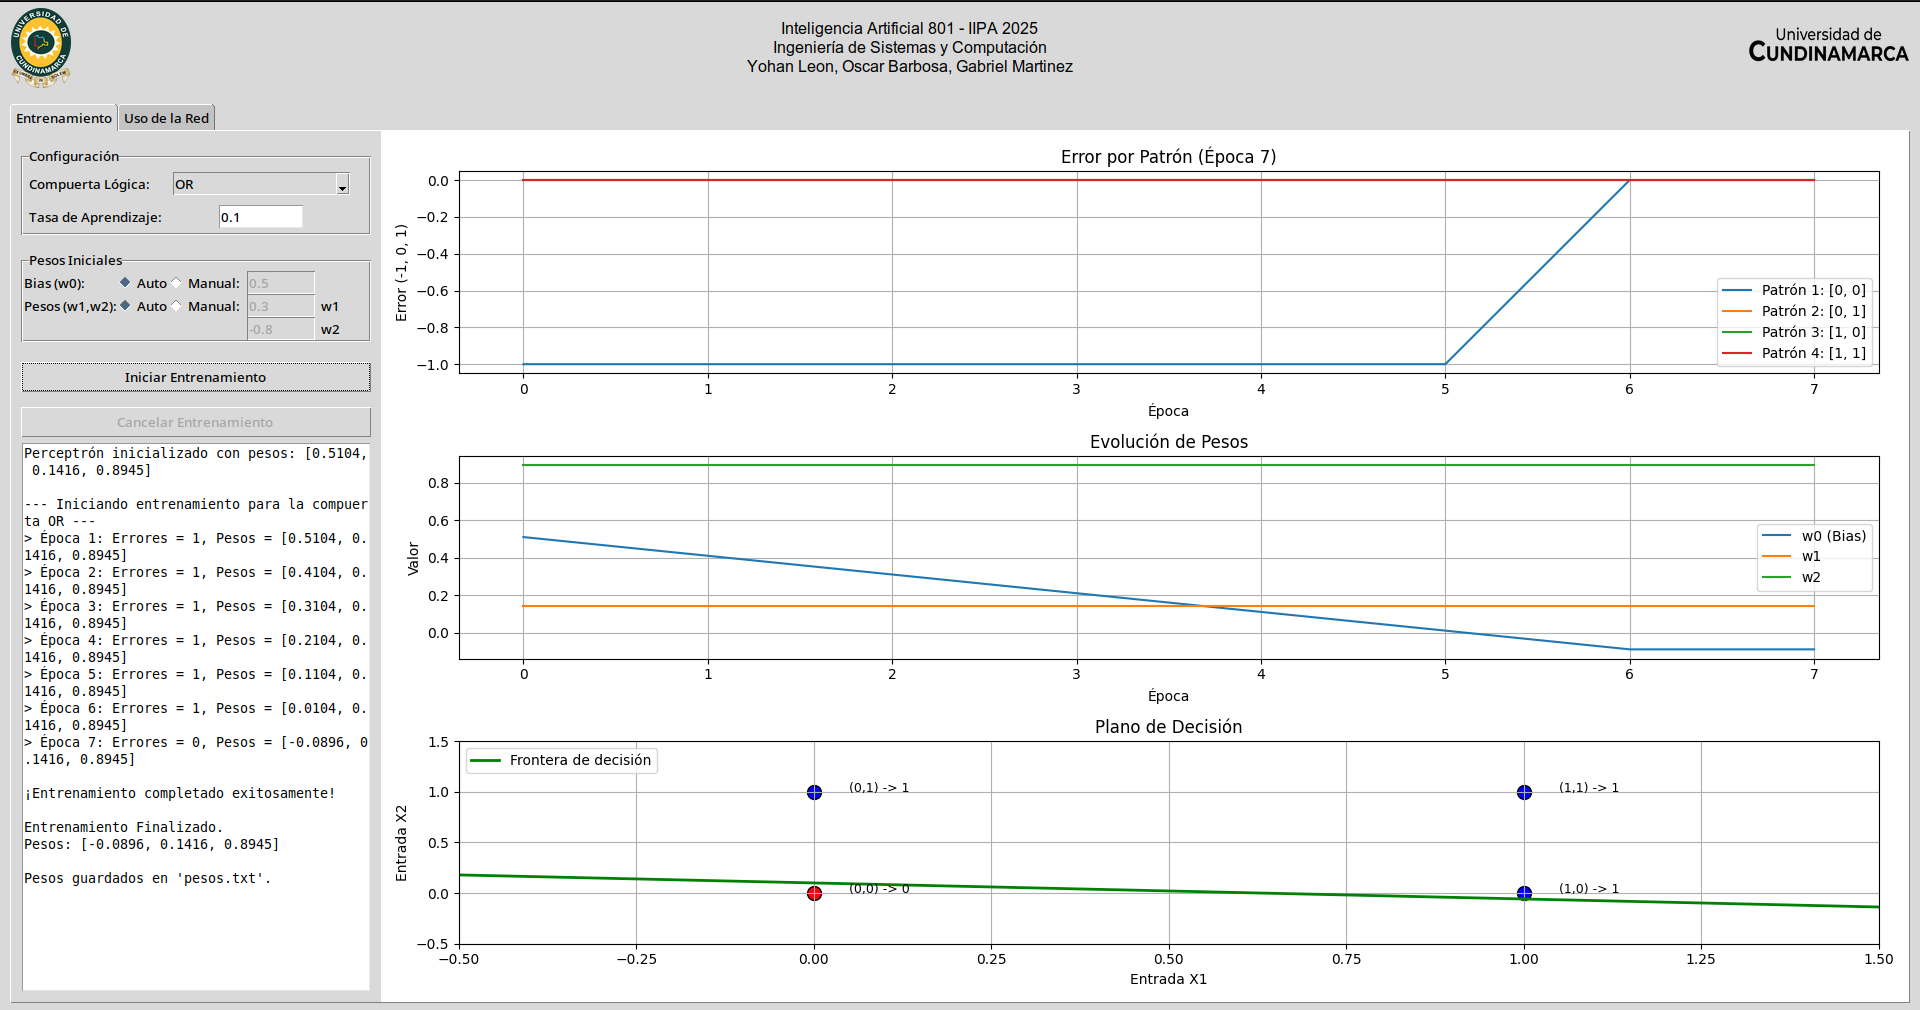 UNIVERSIDAD DE
CUNDINAMARCA
Inteligencia Artificial 801 - IIPA 2025
Ingeniería de Sistemas y Computación
Yohan Leon, Oscar Barbosa, Gabriel Martinez
Universidad de
CUNDINAMARCA
Entrenamiento
Uso de la Red
Configuración
Compuerta Lógica:
OR
Tasa de Aprendizaje:
0.1
Pesos Iniciales
Bias (w0):
Auto
Manual:
0.5
Pesos (w1,w2):
Auto
Manual:
0.3
w1
-0.8
w2
Iniciar Entrenamiento
Cancelar Entrenamiento
Perceptrón inicializado con pesos: [0.5104,
0.1416, 0.8945]
--- Iniciando entrenamiento para la compuer
ta OR ---
> Época 1: Errores = 1, Pesos = [0.5104, 0.
1416, 0.8945]
> Época 2: Errores = 1, Pesos = [0.4104, 0.
1416, 0.8945]
> Época 3: Errores = 1, Pesos = [0.3104, 0.
1416, 0.8945]
> Época 4: Errores = 1, Pesos = [0.2104, 0.
1416, 0.8945]
> Época 5: Errores = 1, Pesos = [0.1104, 0.
1416, 0.8945]
> Época 6: Errores = 1, Pesos = [0.0104, 0.
1416, 0.8945]
> Época 7: Errores = 0, Pesos = [-0.0896, 0
.1416, 0.8945]
¡Entrenamiento completado exitosamente!
Entrenamiento Finalizado.
Pesos: [-0.0896, 0.1416, 0.8945]
Pesos guardados en 'pesos.txt'.
Error por Patrón (Época 7)
Error (-1, 0, 1)
0.0
−0.2
−0.4
−0.6
−0.8
−1.0
Patrón 1: [0, 0]
Patrón 2: [0, 1]
Patrón 3: [1, 0]
Patrón 4: [1, 1]
0 1 2 3 4 5 6 7
Época
Evolución de Pesos
Valor
0.8
0.6
0.4
0.2
0.0
w0 (Bias)
w1
w2
0 1 2 3 4 5 6 7
Época
Plano de Decisión
Entrada X2
1.5
1.0
0.5
0.0
−0.5
Frontera de decisión
(0,1) -> 1
(1,1) -> 1
(0,0) -> 0
(1,0) -> 1
−0.50 −0.25 0.00 0.25 0.50 0.75 1.00 1.25 1.50
Entrada X1